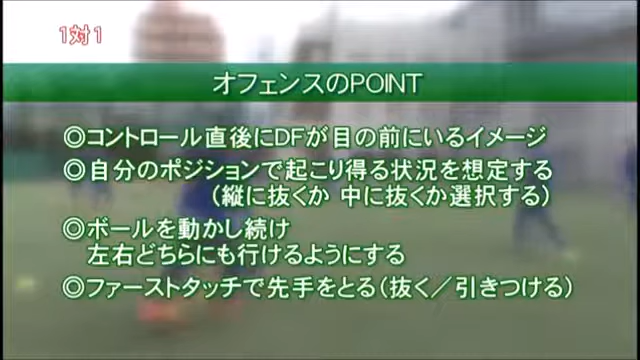 1対1
オフェンスのPOINT
◎コントロール直後にDFが目の前にいるイメージ
◎自分のポジションで起こり得る状況を想定する
（縦に抜くか 中に抜くか選択する）
◎ボールを動かし続け
左右どちらにも行けるようにする
◎ファーストタッチで先手をとる（抜く／引きつける）